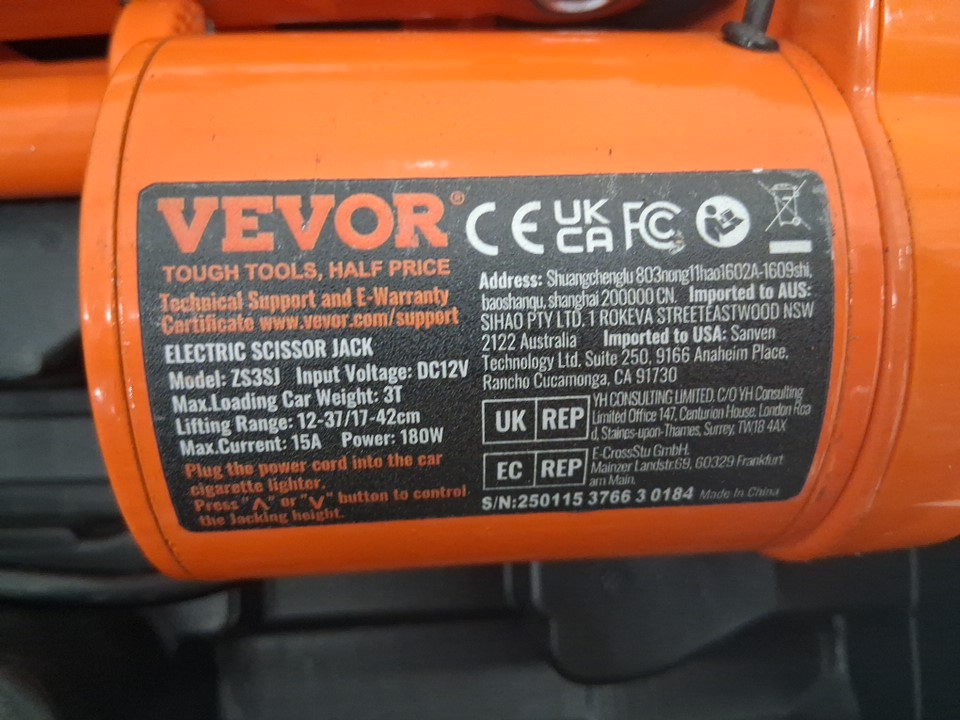 VEVOR®
TOUGH TOOLS, HALF PRICE
Technical Support and E-Warranty
Certificate www.vevor.com/support
ELECTRIC SCISSOR JACK
Model: ZS3SJ Input Voltage: DC12V
Max.Loading Car Weight: 3T
Lifting Range: 12-37/17-42cm
Max.Current: 15A Power: 180W
Plug the power cord into the car
cigarette lighter.
Press "∧" or "∨" button to control
the Jacking height.
CE UK CA FC
Address: Shuangchenglu 803nong11hao1602A-1609shi,
baoshanqu, shanghai 200000 CN. Imported to AUS:
SIHAO PTY LTD. 1 ROKEVA STREETEASTWOOD NSW
2122 Australia Imported to USA: Sanven
Technology Ltd. Suite 250, 9166 Anaheim Place,
Rancho Cucamonga, CA 91730
UK REP
YH CONSULTING LIMITED. C/O YH Consulting
Limited Office 147, Centurion House, London Roa
d, Staines-upon-Thames, Surrey, TW18 4AX
EC REP
E-CrossStu GmbH.
Mainzer Landstr.69, 60329 Frankfurt
am Main.
S/N:250115 3766 3 0184 Made In China